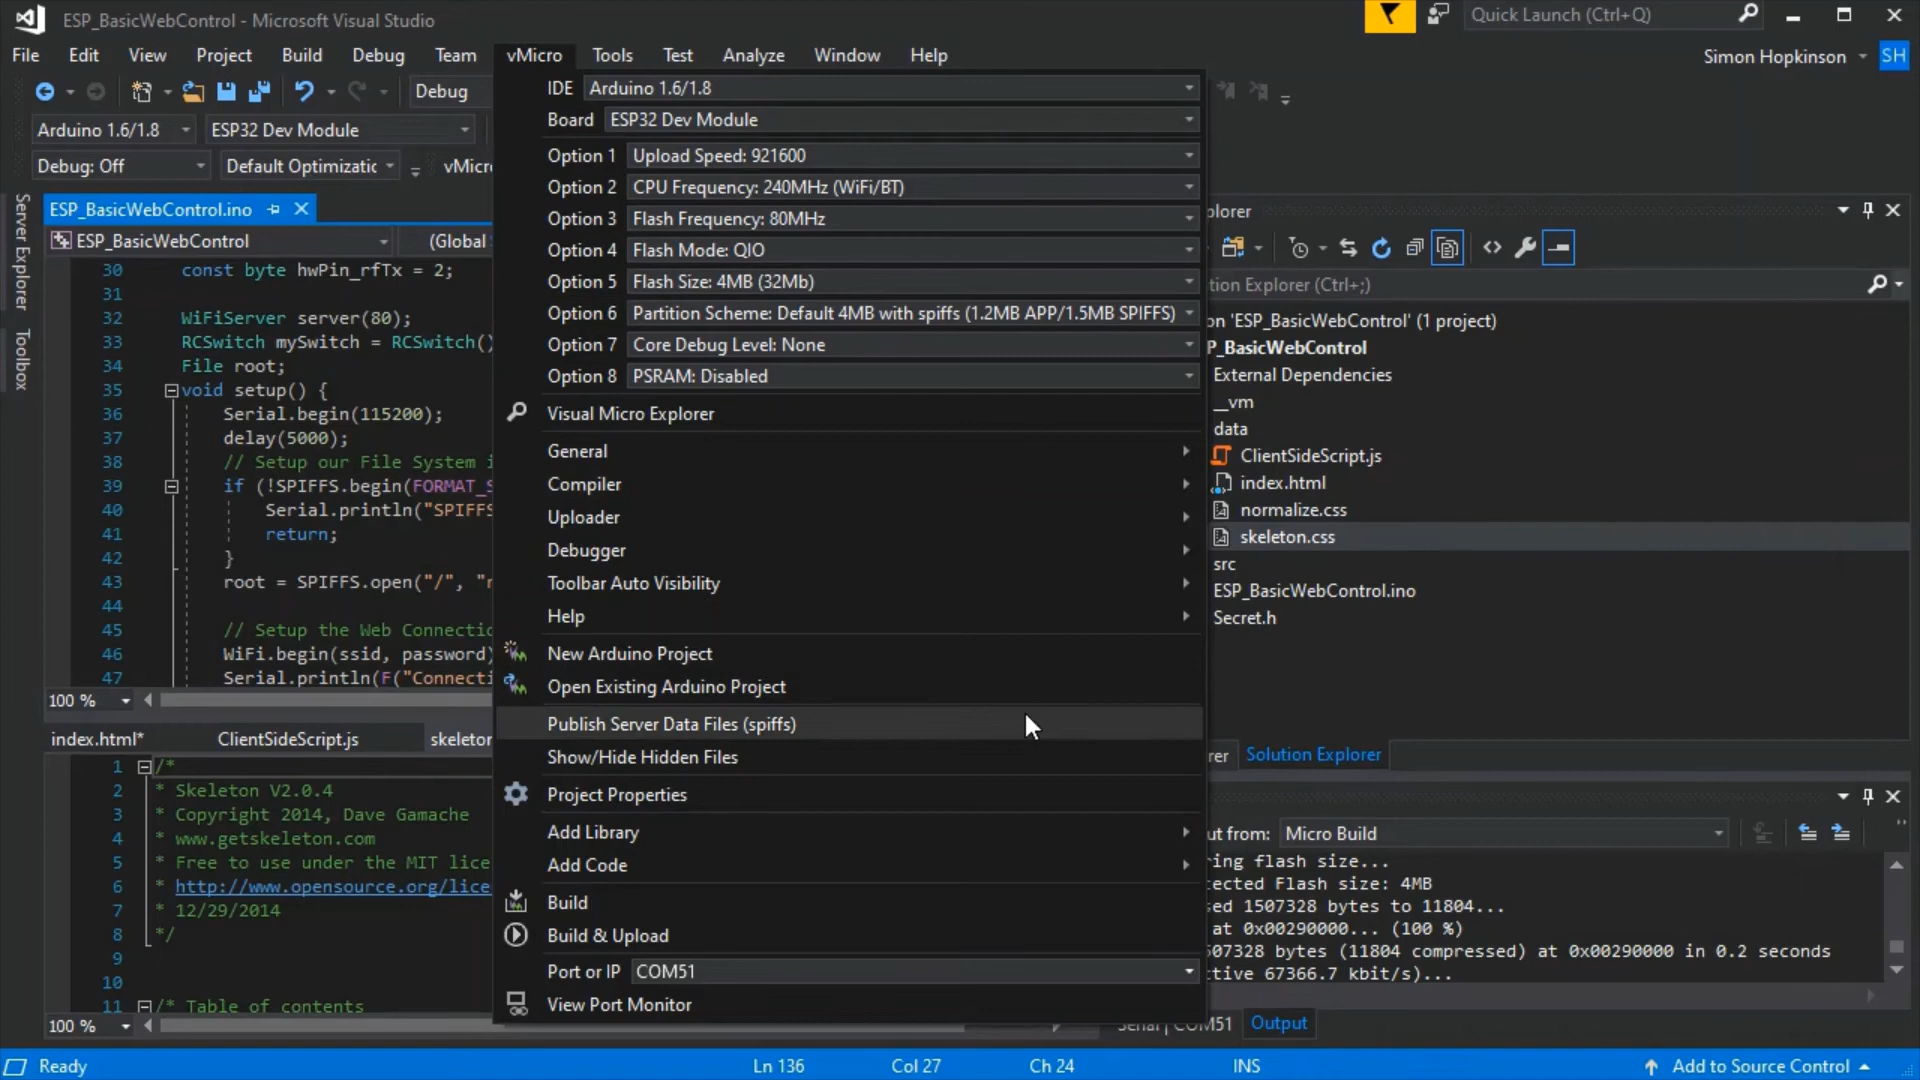 ESP_BasicWebControl - Microsoft Visual Studio
Quick Launch (Ctrl+Q)
File Edit View Project Build Debug Team vMicro Tools Test Analyze Window Help
Simon Hopkinson SH
Debug
Arduino 1.6/1.8 ESP32 Dev Module
Debug: Off Default Optimizatic vMicr
IDE Arduino 1.6/1.8
Board ESP32 Dev Module
Option 1 Upload Speed: 921600
Option 2 CPU Frequency: 240MHz (WiFi/BT)
Option 3 Flash Frequency: 80MHz
Option 4 Flash Mode: QIO
Option 5 Flash Size: 4MB (32Mb)
Option 6 Partition Scheme: Default 4MB with spiffs (1.2MB APP/1.5MB SPIFFS)
Option 7 Core Debug Level: None
Option 8 PSRAM: Disabled
Visual Micro Explorer
General
Compiler
Uploader
Debugger
Toolbar Auto Visibility
Help
New Arduino Project
Open Existing Arduino Project
Publish Server Data Files (spiffs)
Show/Hide Hidden Files
Project Properties
Add Library
Add Code
Build
Build & Upload
Port or IP COM51
View Port Monitor
Server Explorer
Toolbox
ESP_BasicWebControl.ino
ESP_BasicWebControl (Global
30 const byte hwPin_rfTx = 2;
31
32 WiFiServer server(80);
33 RCSwitch mySwitch = RCSwitch()
34 File root;
35 void setup() {
36 Serial.begin(115200);
37 delay(5000);
38 // Setup our File System i
39 if (!SPIFFS.begin(FORMAT_S
40 Serial.println("SPIFFS
41 return;
42 }
43 root = SPIFFS.open("/", "r
44
45 // Setup the Web Connectio
46 WiFi.begin(ssid, password)
47 Serial.println(F("Connecti
100 %
index.html* ClientSideScript.js skeletor
1 /*
2 * Skeleton V2.0.4
3 * Copyright 2014, Dave Gamache
4 * www.getskeleton.com
5 * Free to use under the MIT lice
6 * http://www.opensource.org/lice
7 * 12/29/2014
8 */
9
10
11 /* Table of contents
100 %
plorer
tion Explorer (Ctrl+;)
on 'ESP_BasicWebControl' (1 project)
P_BasicWebControl
External Dependencies
__vm
data
ClientSideScript.js
index.html
normalize.css
skeleton.css
src
ESP_BasicWebControl.ino
Secret.h
rer Solution Explorer
ut from: Micro Build
ring flash size...
tected Flash size: 4MB
sed 1507328 bytes to 11804...
at 0x00290000... (100 %)
507328 bytes (11804 compressed) at 0x00290000 in 0.2 seconds
ctive 67366.7 kbit/s)...
Serial | COM51 Output
Ready Ln 136 Col 27 Ch 24 INS Add to Source Control